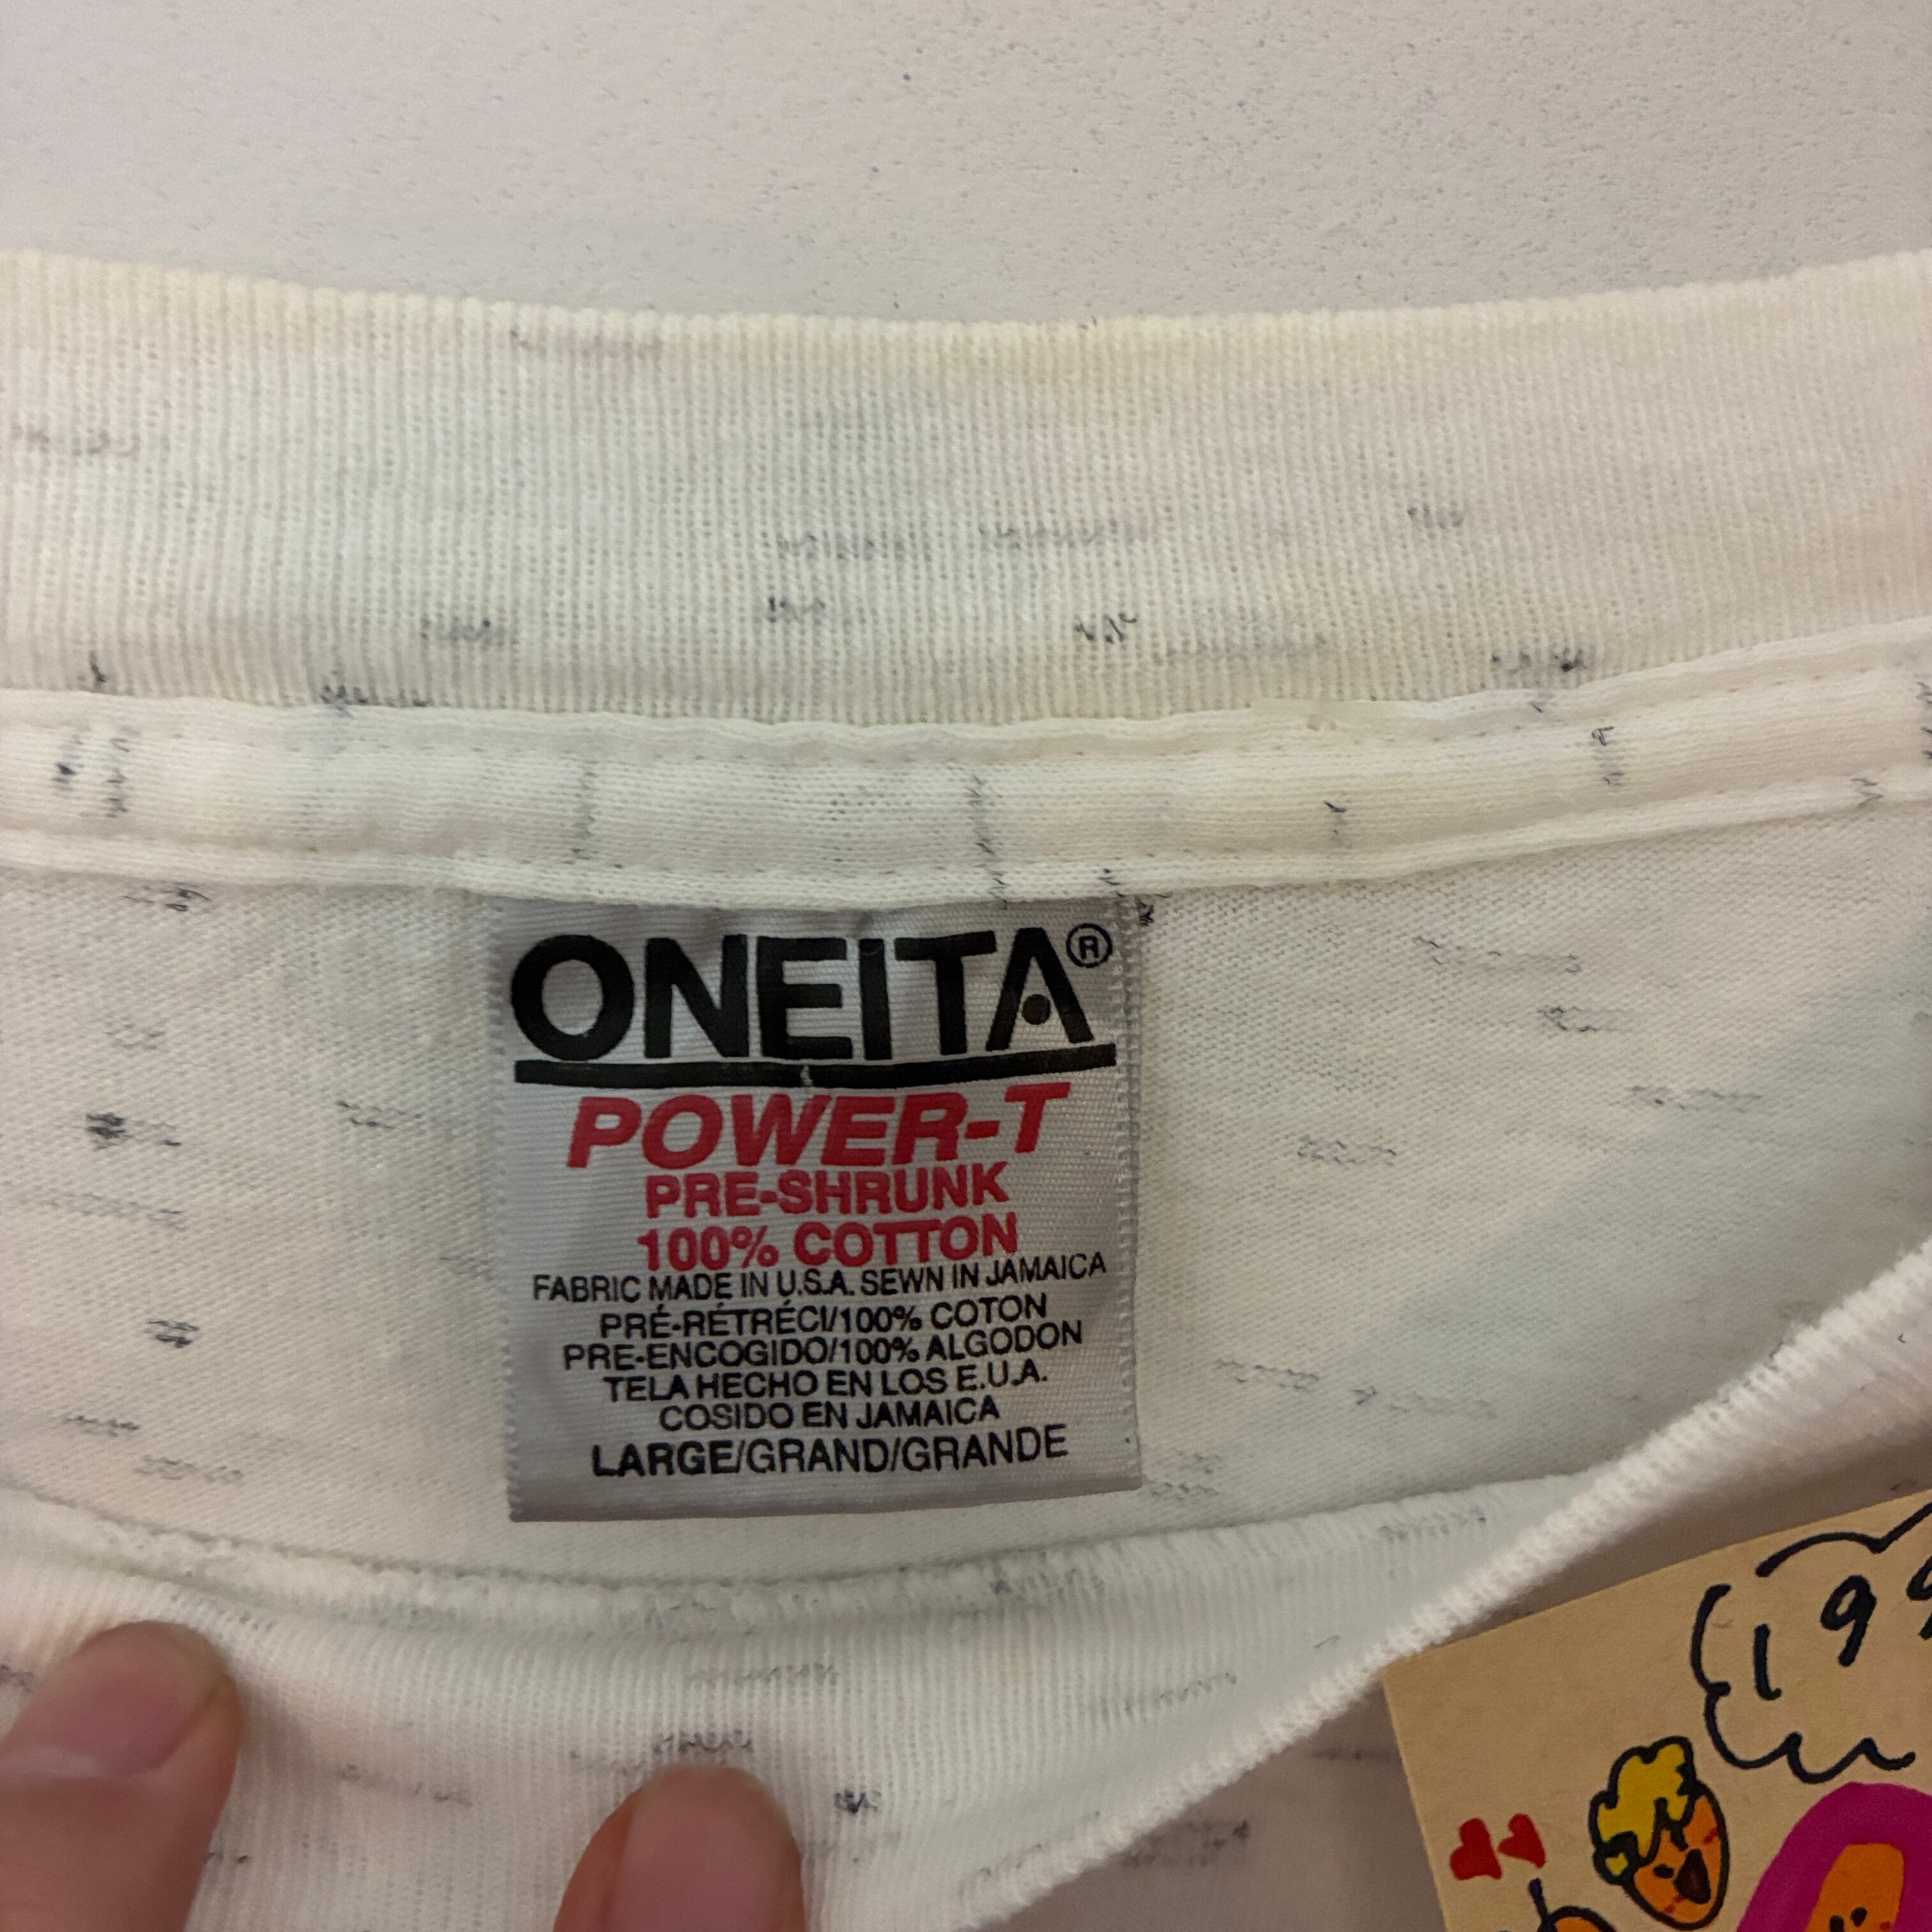 ONEITA®
POWER-T
PRE-SHRUNK
100% COTTON
FABRIC MADE IN U.S.A. SEWN IN JAMAICA
PRÉ-RÉTRÉCI/100% COTON
PRE-ENCOGIDO/100% ALGODON
TELA HECHO EN LOS E.U.A.
COSIDO EN JAMAICA
LARGE/GRAND/GRANDE
199